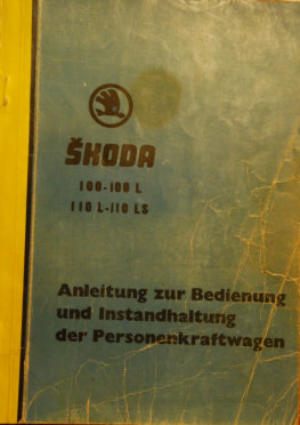 ŠKODA
100-100 L
110 L-110 LS
Anleitung zur Bedienung
und Instandhaltung
der Personenkraftwagen